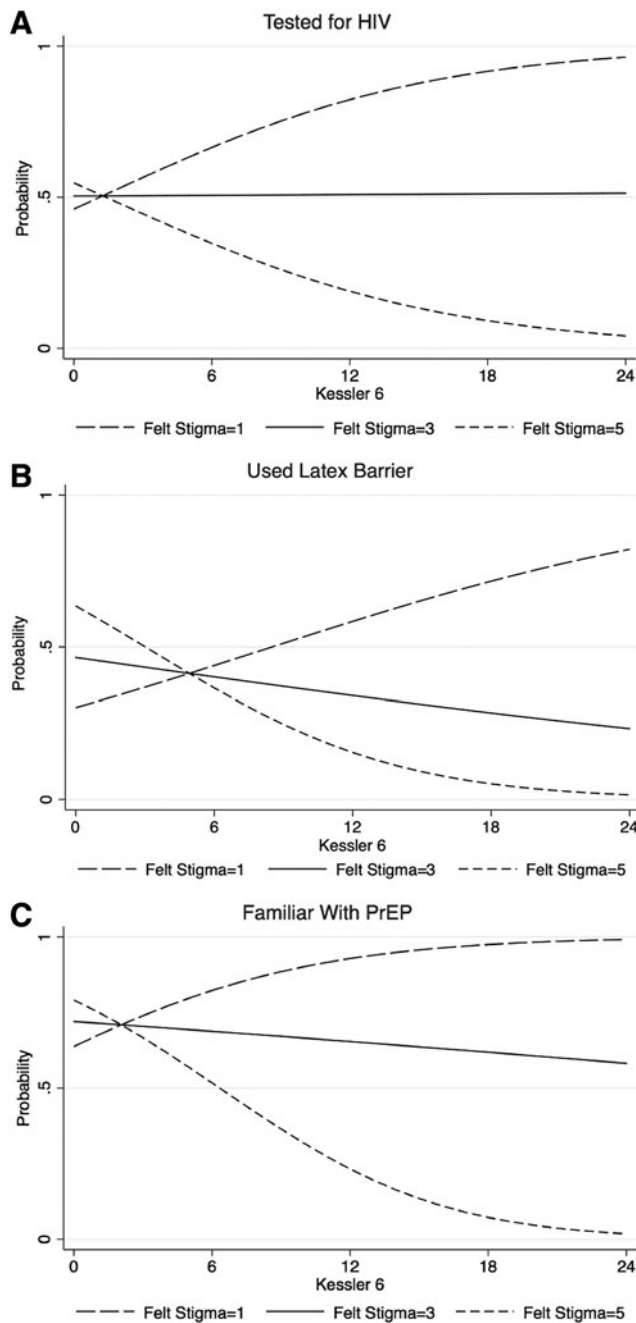 A
Tested for HIV
1
.5
0
Probability
0 6 12 18 24
Kessler 6
Felt Stigma=1 Felt Stigma=3 Felt Stigma=5
B
Used Latex Barrier
1
.5
0
Probability
0 6 12 18 24
Kessler 6
Felt Stigma=1 Felt Stigma=3 Felt Stigma=5
C
Familiar With PrEP
1
.5
0
Probability
0 6 12 18 24
Kessler 6
Felt Stigma=1 Felt Stigma=3 Felt Stigma=5